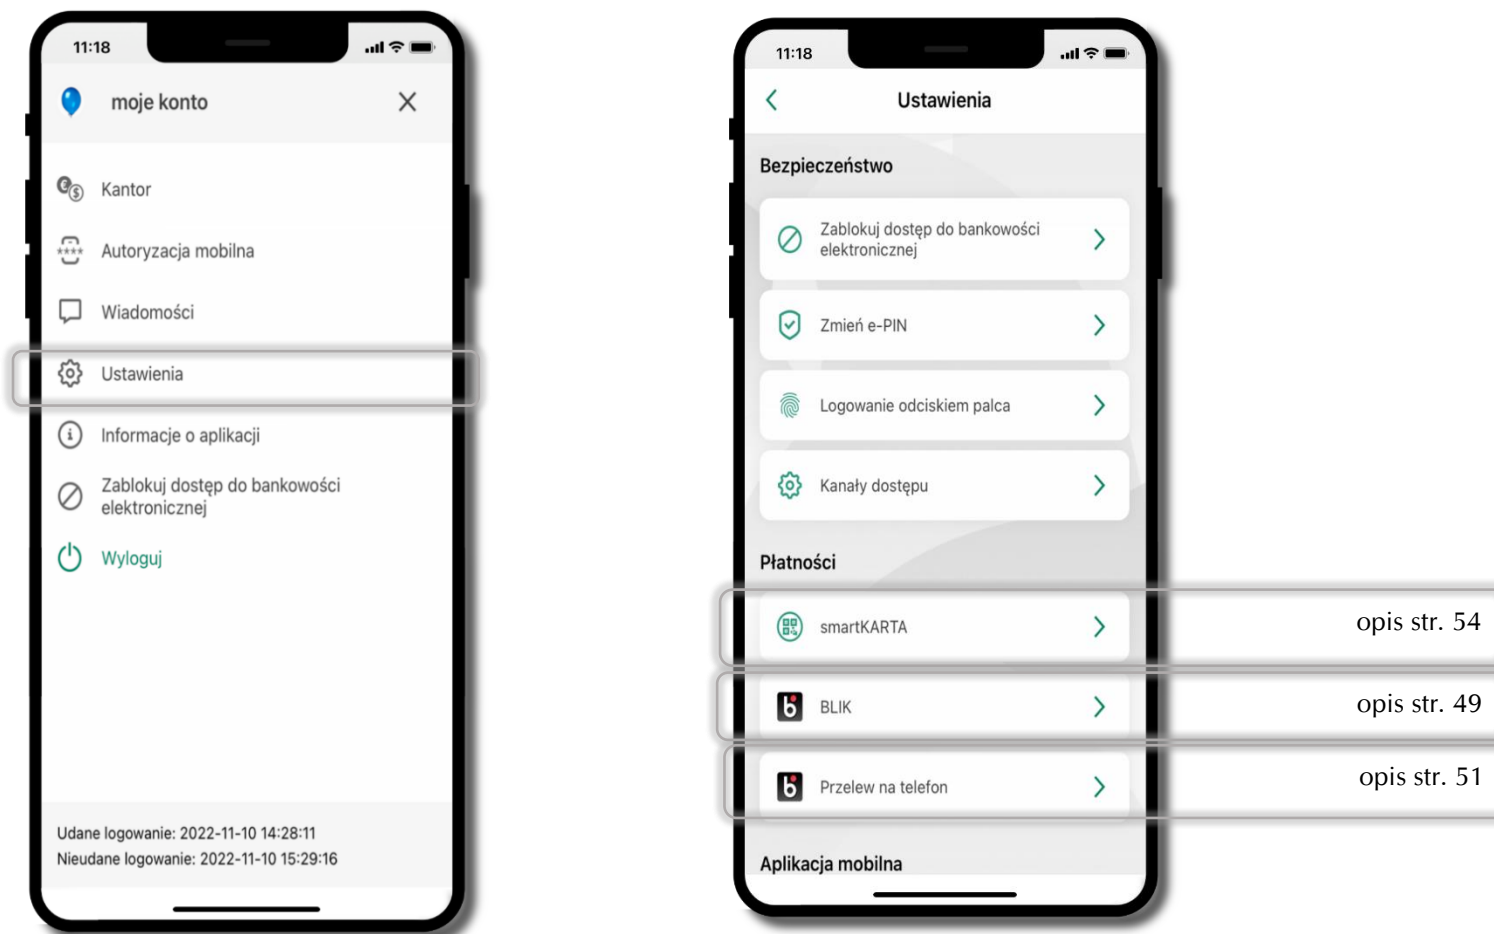 11:18
moje konto
Kantor
Autoryzacja mobilna
Wiadomości
Ustawienia
Informacje o aplikacji
Zablokuj dostęp do bankowości
elektronicznej
Wyloguj
Udane logowanie: 2022-11-10 14:28:11
Nieudane logowanie: 2022-11-10 15:29:16
11:18
Ustawienia
Bezpieczeństwo
Zablokuj dostęp do bankowości
elektronicznej
Zmień e-PIN
Logowanie odciskiem palca
Kanały dostępu
Płatności
smartKARTA
opis str. 54
BLIK
opis str. 49
Przelew na telefon
opis str. 51
Aplikacja mobilna